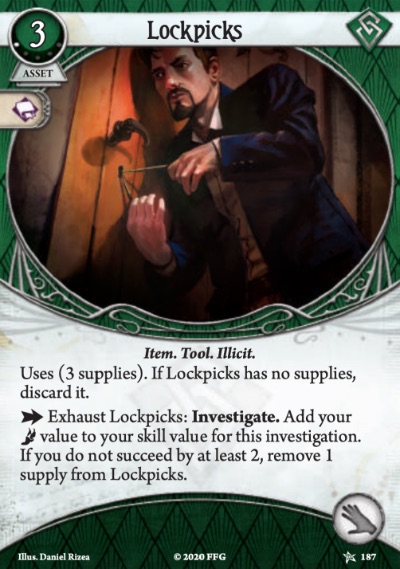 3
Lockpicks
ASSET
Item. Tool. Illicit.
Uses (3 supplies). If Lockpicks has no supplies,
discard it.
Exhaust Lockpicks: Investigate. Add your
value to your skill value for this investigation.
If you do not succeed by at least 2, remove 1
supply from Lockpicks.
Illus. Daniel Rizea
© 2020 FFG
187